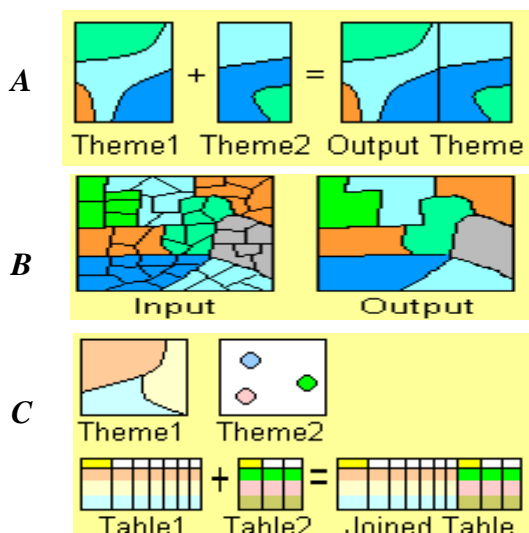 A
+ =
Theme1 Theme2 Output Theme
B
Input Output
C
Theme1 Theme2
+ =
Table1 Table2 Joined Table